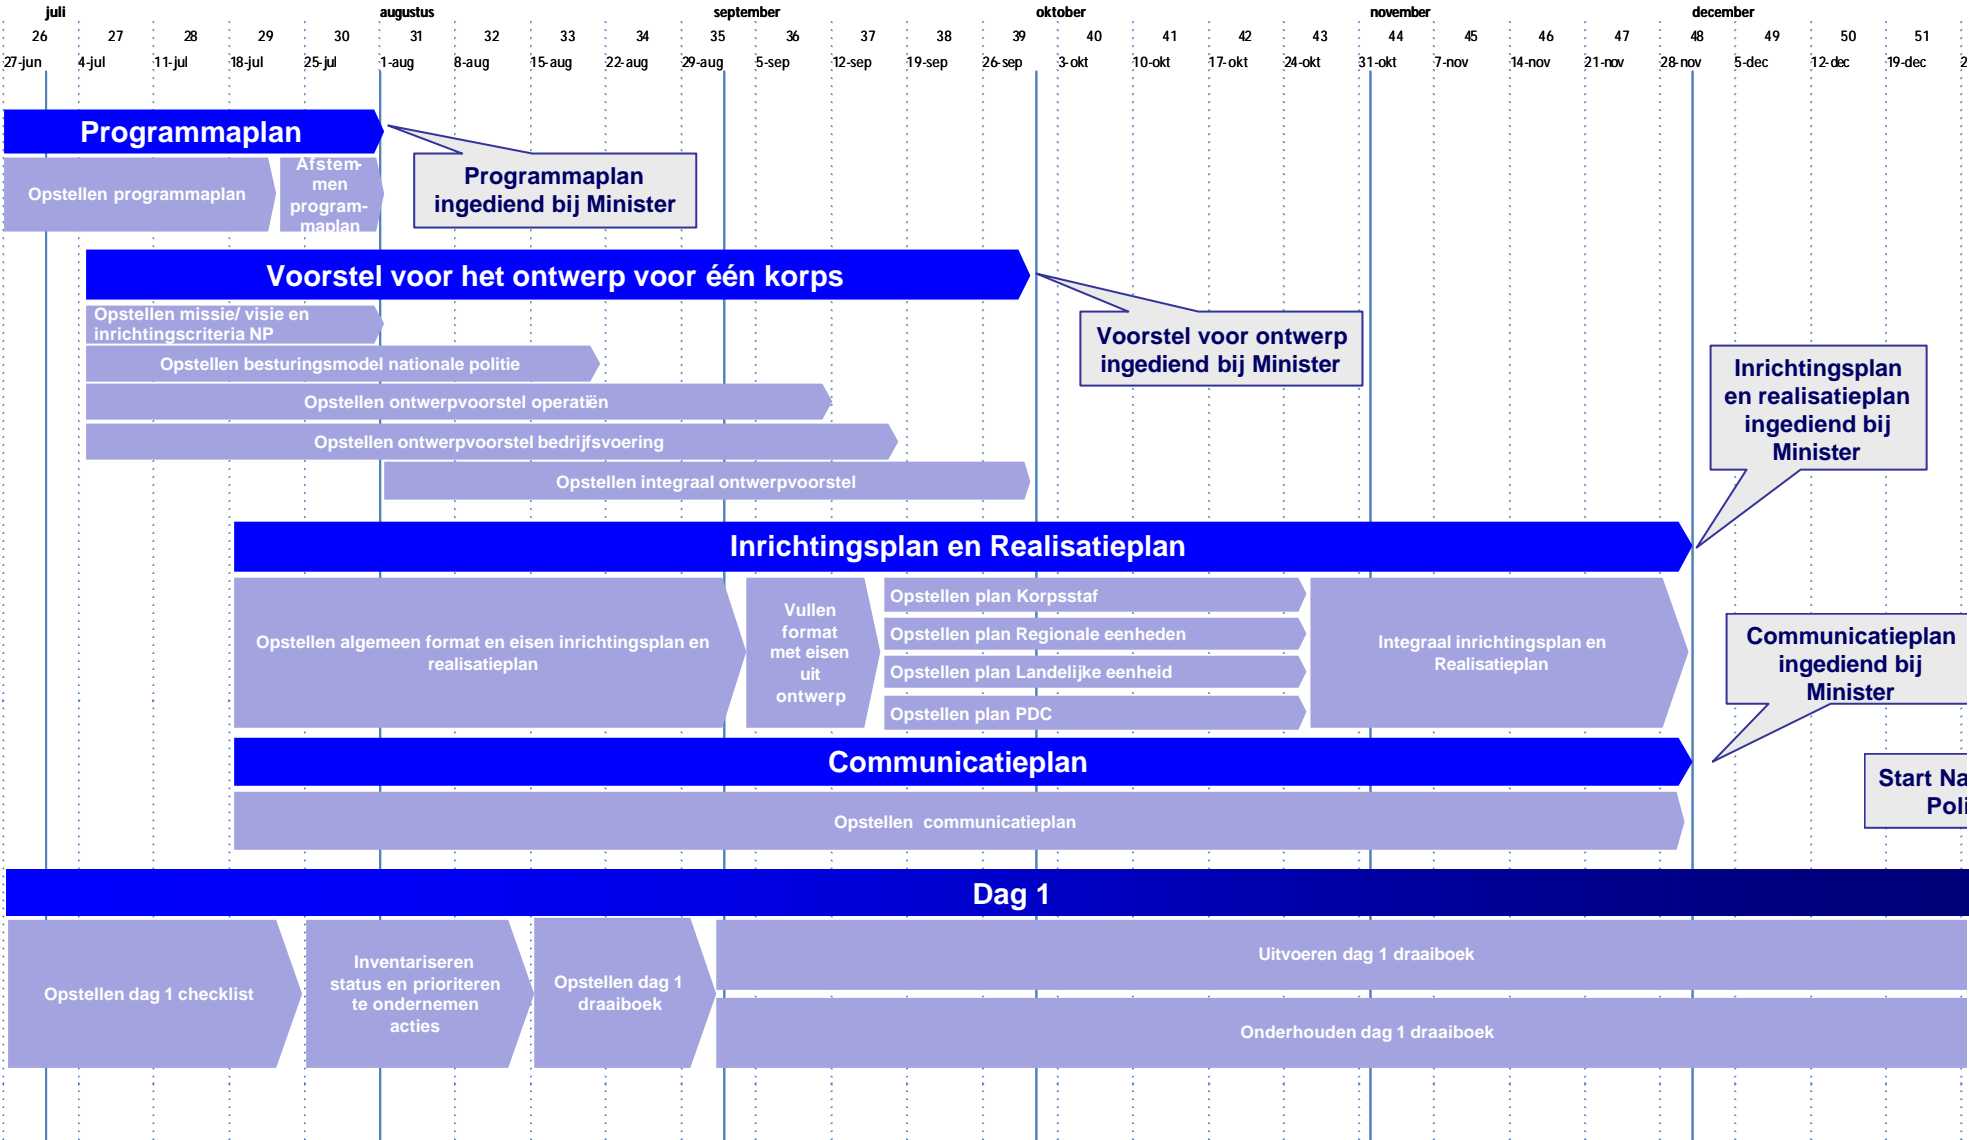 juli augustus september oktober november december
26 27 28 29 30 31 32 33 34 35 36 37 38 39 40 41 42 43 44 45 46 47 48 49 50 51
27-jun 4-jul 11-jul 18-jul 25-jul 1-aug 8-aug 15-aug 22-aug 29-aug 5-sep 12-sep 19-sep 26-sep 3-okt 10-okt 17-okt 24-okt 31-okt 7-nov 14-nov 21-nov 28-nov 5-dec 12-dec 19-dec 2
Programmaplan
Opstellen programmaplan
Afstem-
men
program-
maplan
Programmaplan
ingediend bij Minister
Voorstel voor het ontwerp voor één korps
Opstellen missie/ visie en
inrichtingscriteria NP
Opstellen besturingsmodel nationale politie
Opstellen ontwerpvoorstel operatiën
Opstellen ontwerpvoorstel bedrijfsvoering
Opstellen integraal ontwerpvoorstel
Voorstel voor ontwerp
ingediend bij Minister
Inrichtingsplan
en realisatieplan
ingediend bij
Minister
Inrichtingsplan en Realisatieplan
Opstellen algemeen format en eisen inrichtingsplan en
realisatieplan
Vullen
format
met eisen
uit
ontwerp
Opstellen plan Korpsstaf
Opstellen plan Regionale eenheden
Opstellen plan Landelijke eenheid
Opstellen plan PDC
Integraal inrichtingsplan en
Realisatieplan
Communicatieplan
ingediend bij
Minister
Communicatieplan
Opstellen communicatieplan
Start Na
Poli
Dag 1
Opstellen dag 1 checklist
Inventariseren
status en prioriteren
te ondernemen
acties
Opstellen dag 1
draaiboek
Uitvoeren dag 1 draaiboek
Onderhouden dag 1 draaiboek